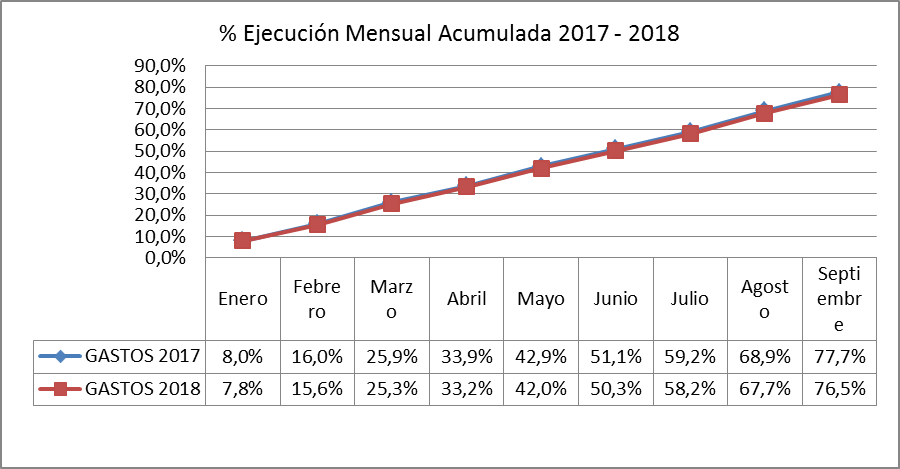 % Ejecución Mensual Acumulada 2017 - 2018
90,0%
80,0%
70,0%
60,0%
50,0%
40,0%
30,0%
20,0%
10,0%
0,0%
Enero Febre Marz Abril Mayo Junio Julio Agost Septi
ro o o embr
e
GASTOS 2017 8,0% 16,0% 25,9% 33,9% 42,9% 51,1% 59,2% 68,9% 77,7%
GASTOS 2018 7,8% 15,6% 25,3% 33,2% 42,0% 50,3% 58,2% 67,7% 76,5%